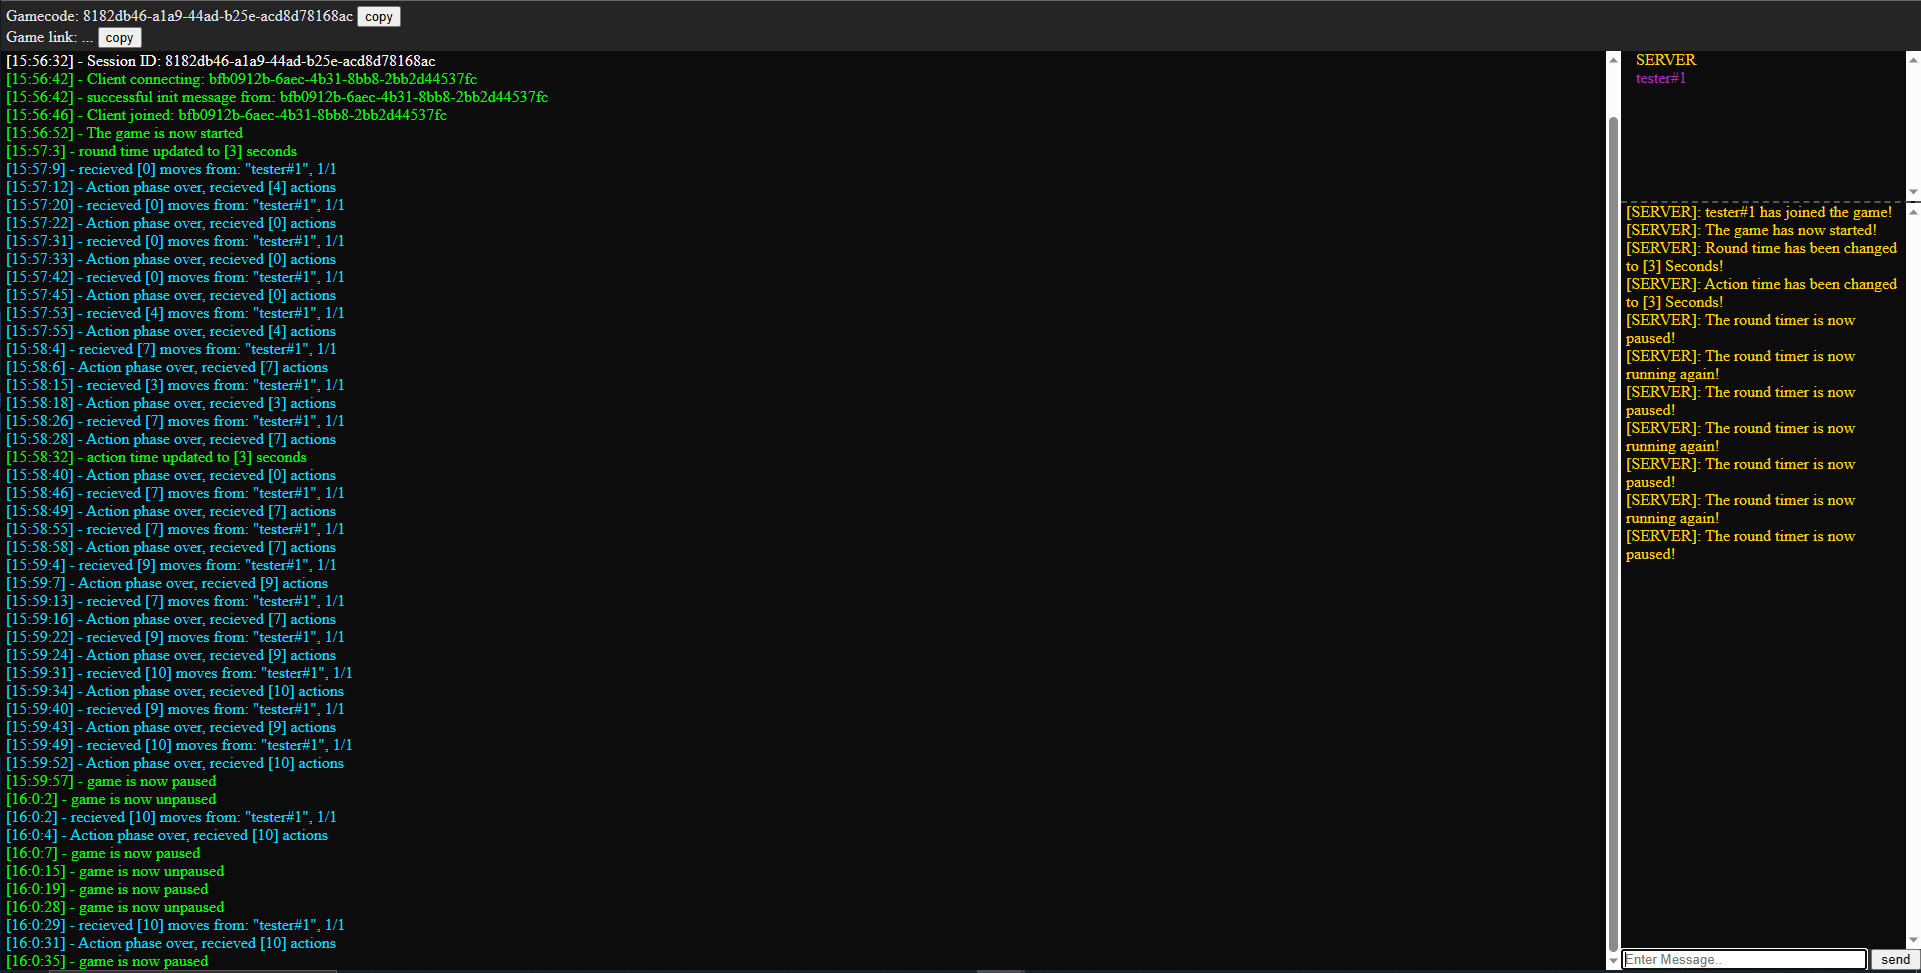 Gamecode: 8182db46-a1a9-44ad-b25e-acd8d78168ac copy
Game link: ... copy
[15:56:32] - Session ID: 8182db46-a1a9-44ad-b25e-acd8d78168ac
[15:56:42] - Client connecting: bfb0912b-6aec-4b31-8bb8-2bb2d44537fc
[15:56:42] - successful init message from: bfb0912b-6aec-4b31-8bb8-2bb2d44537fc
[15:56:46] - Client joined: bfb0912b-6aec-4b31-8bb8-2bb2d44537fc
[15:56:52] - The game is now started
[15:57:3] - round time updated to [3] seconds
[15:57:9] - recieved [0] moves from: "tester#1", 1/1
[15:57:12] - Action phase over, recieved [4] actions
[15:57:20] - recieved [0] moves from: "tester#1", 1/1
[15:57:22] - Action phase over, recieved [0] actions
[15:57:31] - recieved [0] moves from: "tester#1", 1/1
[15:57:33] - Action phase over, recieved [0] actions
[15:57:42] - recieved [0] moves from: "tester#1", 1/1
[15:57:45] - Action phase over, recieved [0] actions
[15:57:53] - recieved [4] moves from: "tester#1", 1/1
[15:57:55] - Action phase over, recieved [4] actions
[15:58:4] - recieved [7] moves from: "tester#1", 1/1
[15:58:6] - Action phase over, recieved [7] actions
[15:58:15] - recieved [3] moves from: "tester#1", 1/1
[15:58:18] - Action phase over, recieved [3] actions
[15:58:26] - recieved [7] moves from: "tester#1", 1/1
[15:58:28] - Action phase over, recieved [7] actions
[15:58:32] - action time updated to [3] seconds
[15:58:40] - Action phase over, recieved [0] actions
[15:58:46] - recieved [7] moves from: "tester#1", 1/1
[15:58:49] - Action phase over, recieved [7] actions
[15:58:55] - recieved [7] moves from: "tester#1", 1/1
[15:58:58] - Action phase over, recieved [7] actions
[15:59:4] - recieved [9] moves from: "tester#1", 1/1
[15:59:7] - Action phase over, recieved [9] actions
[15:59:13] - recieved [7] moves from: "tester#1", 1/1
[15:59:16] - Action phase over, recieved [7] actions
[15:59:22] - recieved [9] moves from: "tester#1", 1/1
[15:59:24] - Action phase over, recieved [9] actions
[15:59:31] - recieved [10] moves from: "tester#1", 1/1
[15:59:34] - Action phase over, recieved [10] actions
[15:59:40] - recieved [9] moves from: "tester#1", 1/1
[15:59:43] - Action phase over, recieved [9] actions
[15:59:49] - recieved [10] moves from: "tester#1", 1/1
[15:59:52] - Action phase over, recieved [10] actions
[15:59:57] - game is now paused
[16:0:2] - game is now unpaused
[16:0:2] - recieved [10] moves from: "tester#1", 1/1
[16:0:4] - Action phase over, recieved [10] actions
[16:0:7] - game is now paused
[16:0:15] - game is now unpaused
[16:0:19] - game is now paused
[16:0:28] - game is now unpaused
[16:0:29] - recieved [10] moves from: "tester#1", 1/1
[16:0:31] - Action phase over, recieved [10] actions
[16:0:35] - game is now paused
SERVER
tester#1
[SERVER]: tester#1 has joined the game!
[SERVER]: The game has now started!
[SERVER]: Round time has been changed
to [3] Seconds!
[SERVER]: Action time has been changed
to [3] Seconds!
[SERVER]: The round timer is now
paused!
[SERVER]: The round timer is now
running again!
[SERVER]: The round timer is now
paused!
[SERVER]: The round timer is now
running again!
[SERVER]: The round timer is now
paused!
[SERVER]: The round timer is now
running again!
[SERVER]: The round timer is now
paused!
Enter Message.. send